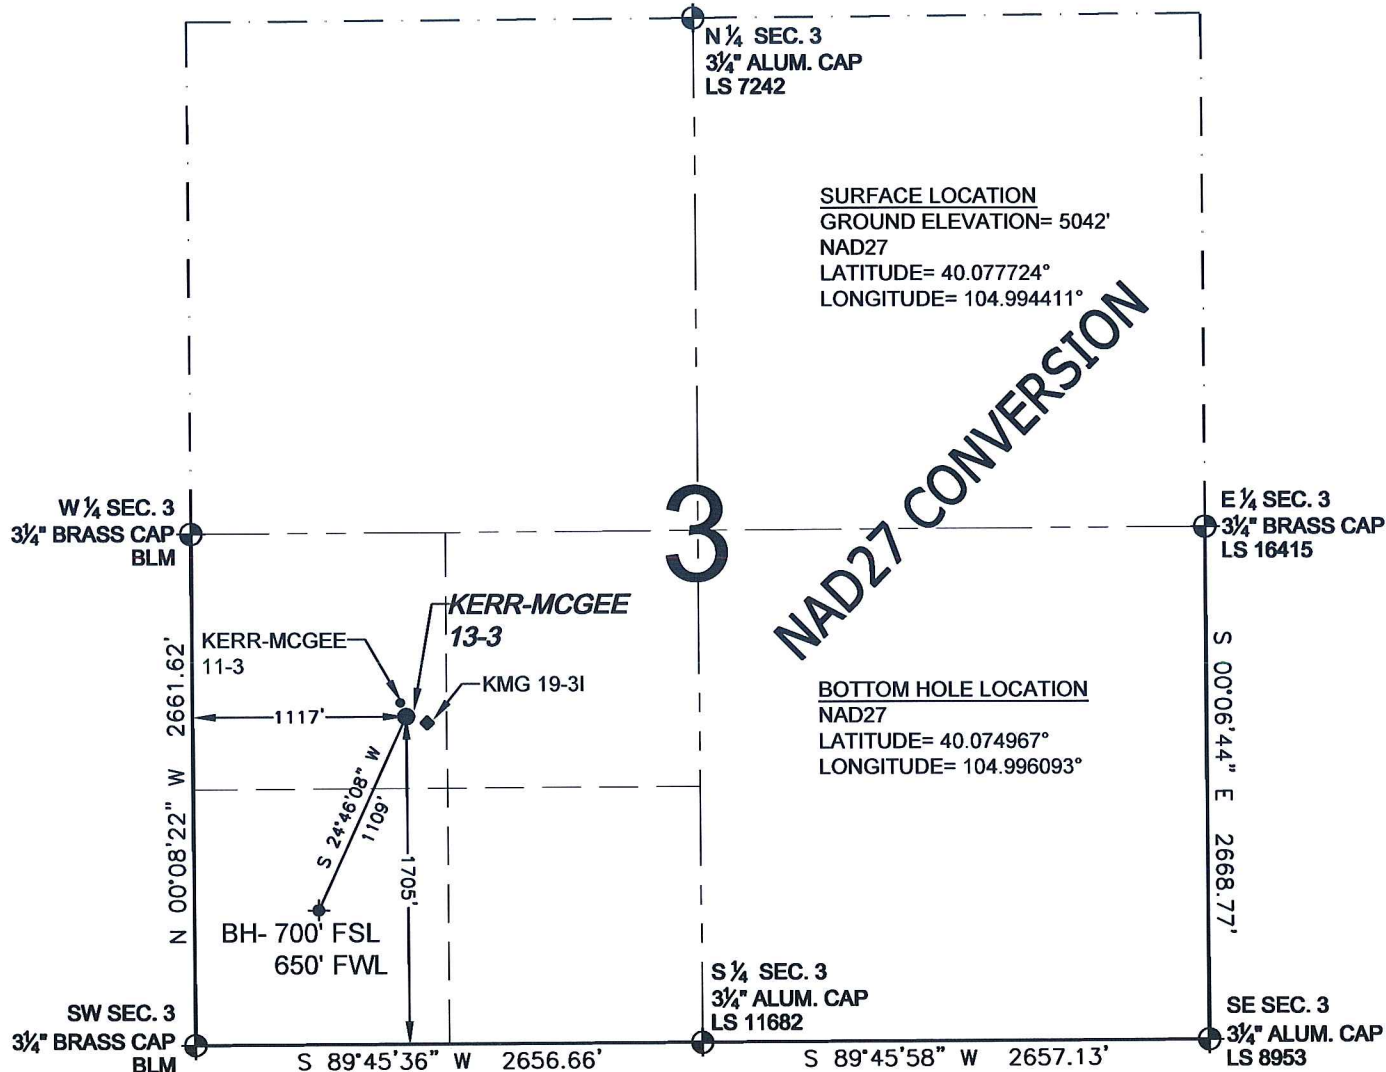 N ¼ SEC. 3
3¼" ALUM. CAP
LS 7242
SURFACE LOCATION
GROUND ELEVATION= 5042'
NAD27
LATITUDE= 40.077724°
LONGITUDE= 104.994411°
NAD27 CONVERSION
W ¼ SEC. 3
3¼" BRASS CAP
BLM
3
E ¼ SEC. 3
3¼" BRASS CAP
LS 16415
KERR-MCGEE
13-3
KERR-MCGEE
11-3
KMG 19-3I
1117'
N 00°08'22" W 2661.62'
S 24°46'08" W
1109'
1705'
BH- 700' FSL
650' FWL
BOTTOM HOLE LOCATION
NAD27
LATITUDE= 40.074967°
LONGITUDE= 104.996093°
S 00°06'44" E 2668.77'
SW SEC. 3
3¼" BRASS CAP
BLM
S 89°45'36" W 2656.66'
S ¼ SEC. 3
3¼" ALUM. CAP
LS 11682
S 89°45'58" W 2657.13'
SE SEC. 3
3¼" ALUM. CAP
LS 8953